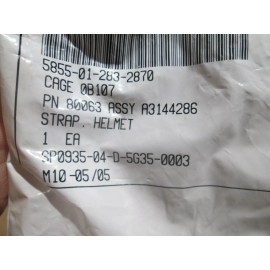 5855-01-263-2870
CAGE 0B107
PN 80063 ASSY A3144286
STRAP, HELMET
1 EA
SP0935-04-D-5G35-0003
M10-05/05